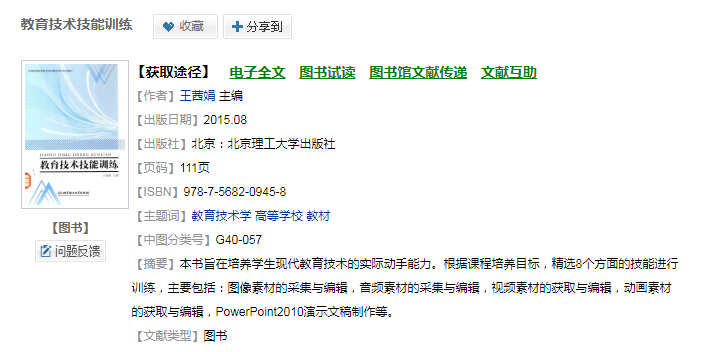 教育技术技能训练
收藏
分享到
【获取途径】 电子全文 图书试读 图书馆文献传递 文献互助
【作者】王茜娟 主编
【出版日期】2015.08
【出版社】北京：北京理工大学出版社
【页码】111页
【ISBN】978-7-5682-0945-8
【主题词】教育技术学 高等学校 教材
【中图分类号】G40-057
【摘要】本书旨在培养学生现代教育技术的实际动手能力。根据课程培养目标，精选8个方面的技能进行
训练，主要包括：图像素材的采集与编辑，音频素材的采集与编辑，视频素材的获取与编辑，动画素材
的获取与编辑，PowerPoint2010演示文稿制作等。
【文献类型】图书
JIAOYU JISHU JINENG XUNLIAN
教育技术技能训练
【图书】
问题反馈